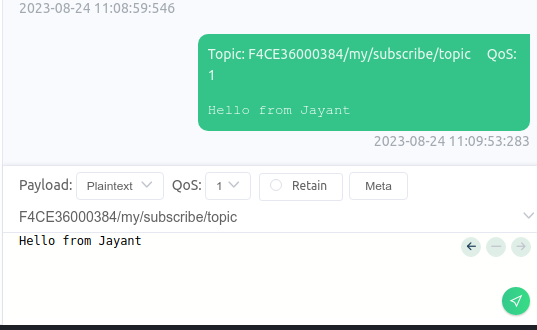 2023-08-24 11:08:59:546
Topic: F4CE36000384/my/subscribe/topic QoS:
1
Hello from Jayant
2023-08-24 11:09:53:283
Payload: Plaintext QoS: 1 Retain Meta
F4CE36000384/my/subscribe/topic
Hello from Jayant